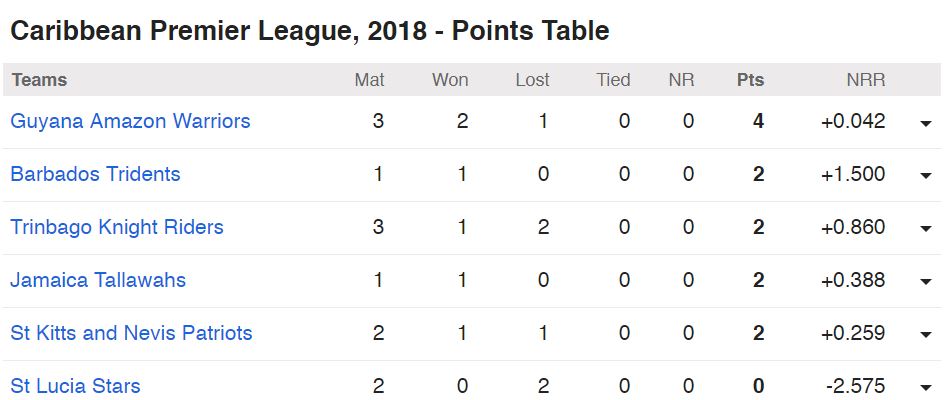 Caribbean Premier League, 2018 - Points Table
Teams Mat Won Lost Tied NR Pts NRR
Guyana Amazon Warriors 3 2 1 0 0 4 +0.042
Barbados Tridents 1 1 0 0 0 2 +1.500
Trinbago Knight Riders 3 1 2 0 0 2 +0.860
Jamaica Tallawahs 1 1 0 0 0 2 +0.388
St Kitts and Nevis Patriots 2 1 1 0 0 2 +0.259
St Lucia Stars 2 0 2 0 0 0 -2.575